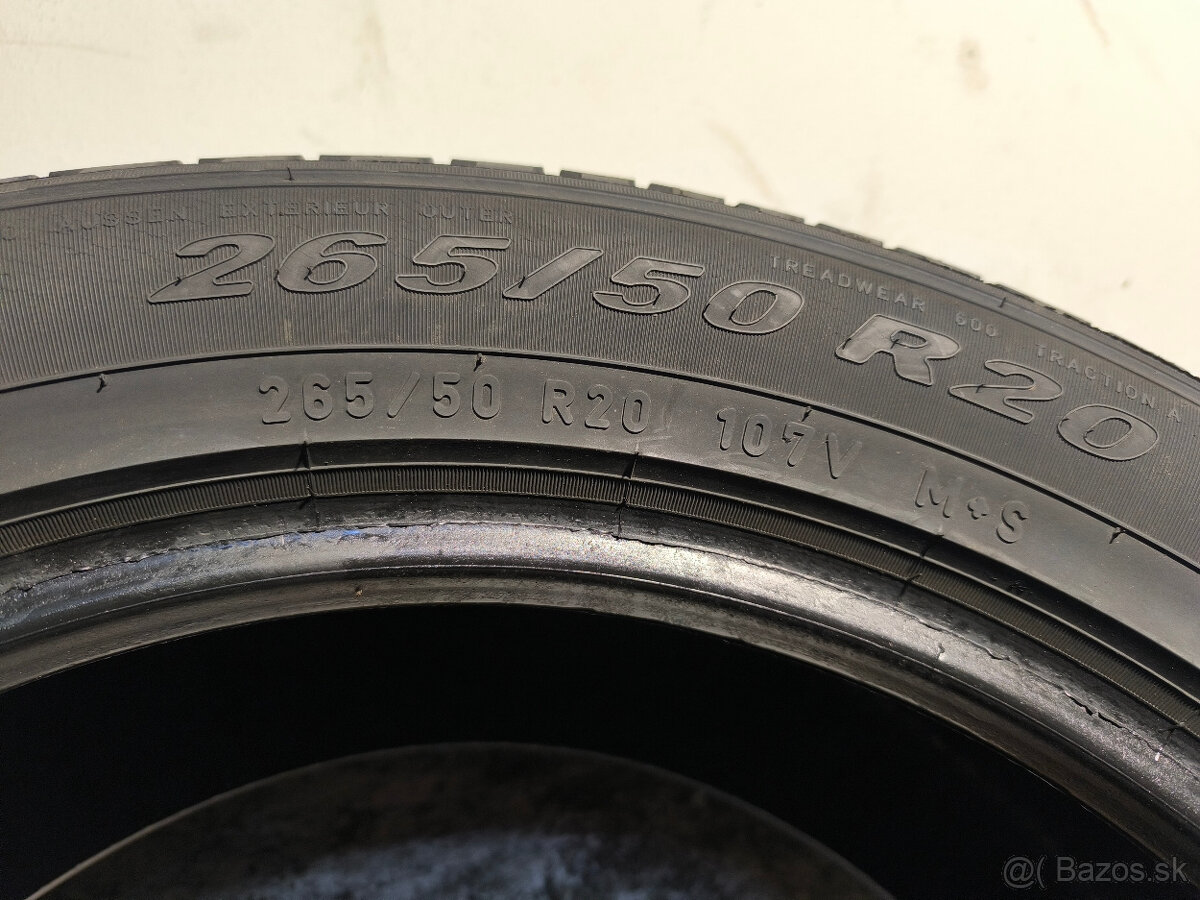 AUSSEN EXTERIEUR OUTER
265/50 R20
TREADWEAR 600 TRACTION A
265/50 R20 107V M+S
@( Bazos.sk